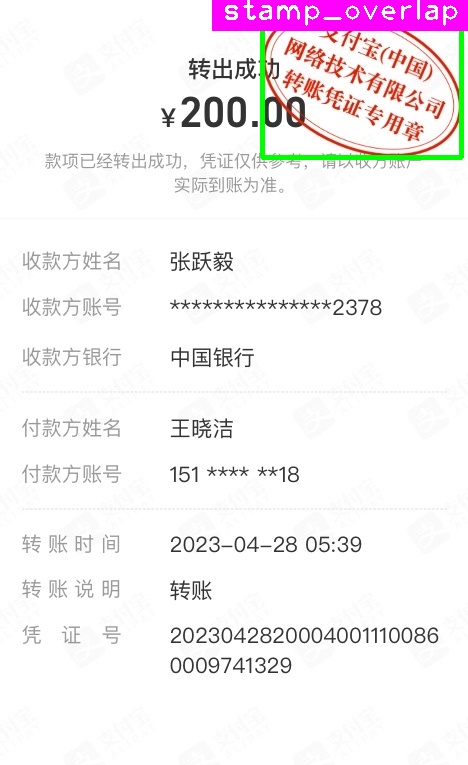 stamp_overlap
支付宝(中国)
网络技术有限公司
转账凭证专用章
转出成功
¥200.00
款项已经转出成功，凭证仅供参考，请以收方账户
实际到账为准。
收款方姓名 张跃毅
收款方账号 ***************2378
收款方银行 中国银行
付款方姓名 王晓洁
付款方账号 151 **** **18
转账时间 2023-04-28 05:39
转账说明 转账
凭证号 2023042820004001110086
0009741329